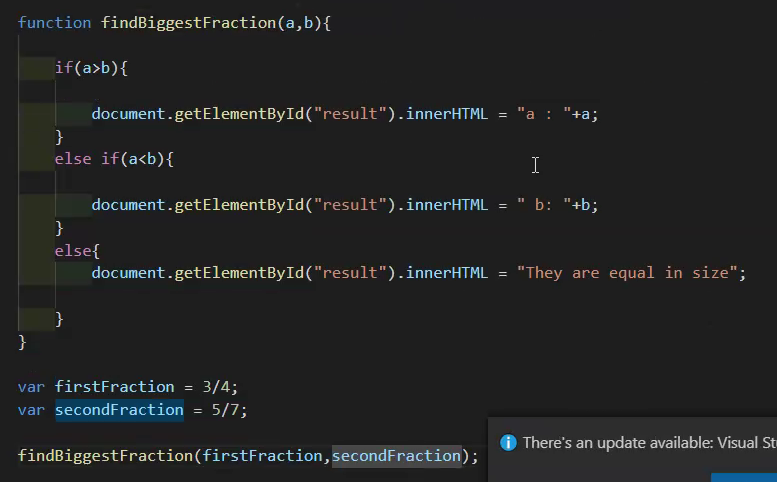 function findBiggestFraction(a,b){
if(a>b){
document.getElementById("result").innerHTML = "a : "+a;
}
else if(a<b){
document.getElementById("result").innerHTML = " b: "+b;
}
else{
document.getElementById("result").innerHTML = "They are equal in size";
}
}
var firstFraction = 3/4;
var secondFraction = 5/7;
findBiggestFraction(firstFraction,secondFraction);
There's an update available: Visual